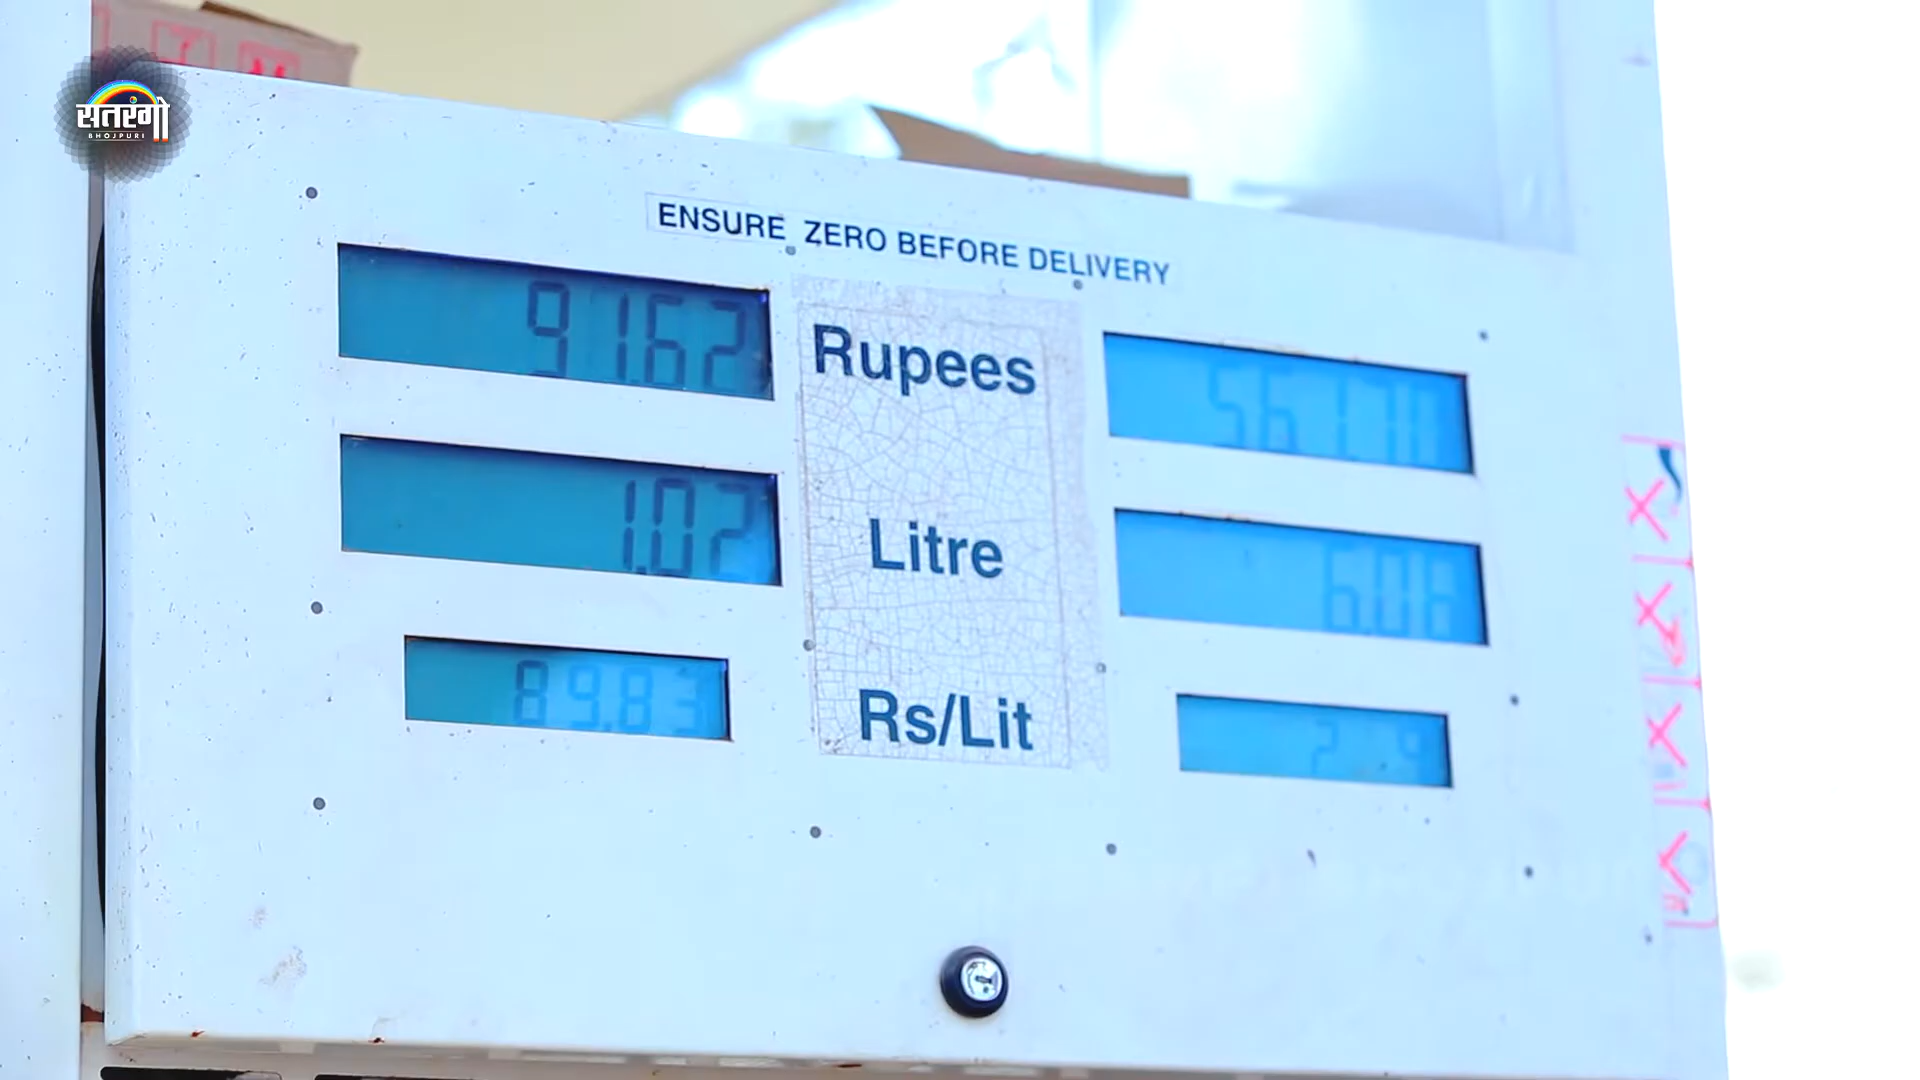 सतरंगी
BHOJPURI
ENSURE ZERO BEFORE DELIVERY
91.62
Rupees
1.02
Litre
89.83
Rs/Lit